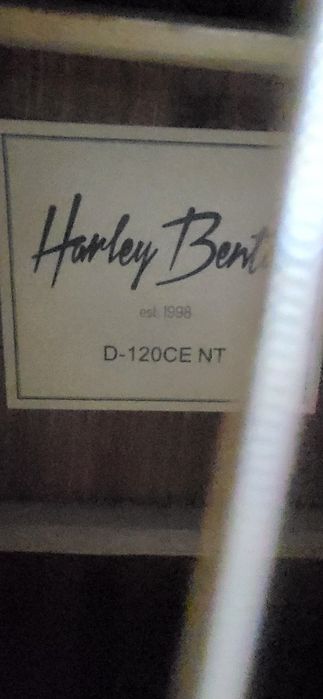 Harley Bent
est. 1998
D-120CE NT